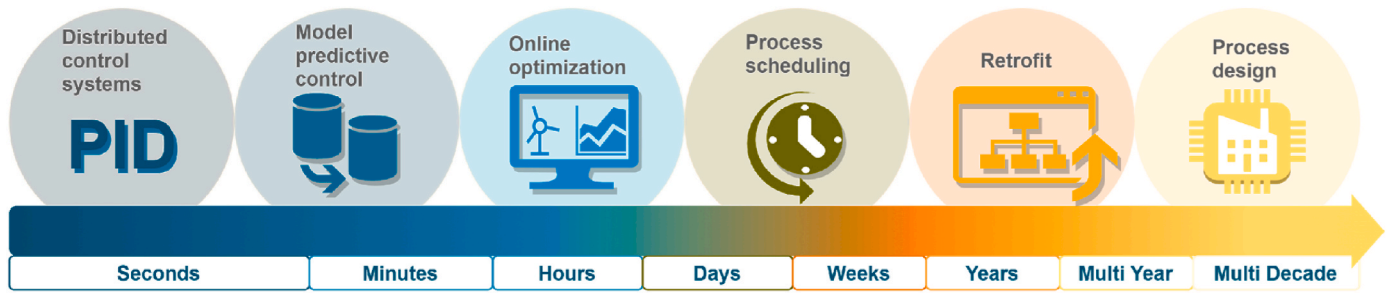 Distributed
control
systems
PID
Model
predictive
control
Online
optimization
Process
scheduling
Retrofit
Process
design
Seconds
Minutes
Hours
Days
Weeks
Years
Multi Year
Multi Decade